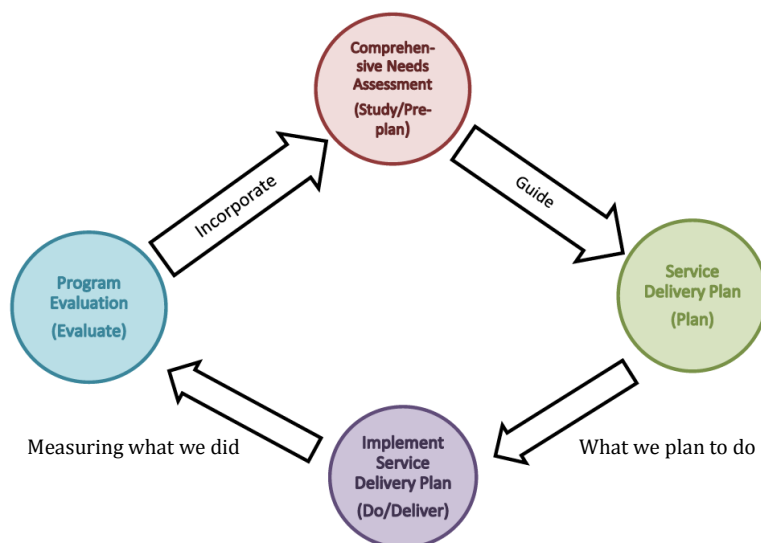 Comprehen-
sive Needs
Assessment
(Study/Pre-
plan)
Incorporate
Guide
Program
Evaluation
(Evaluate)
Service
Delivery Plan
(Plan)
Measuring what we did
Implement
Service
Delivery Plan
(Do/Deliver)
What we plan to do